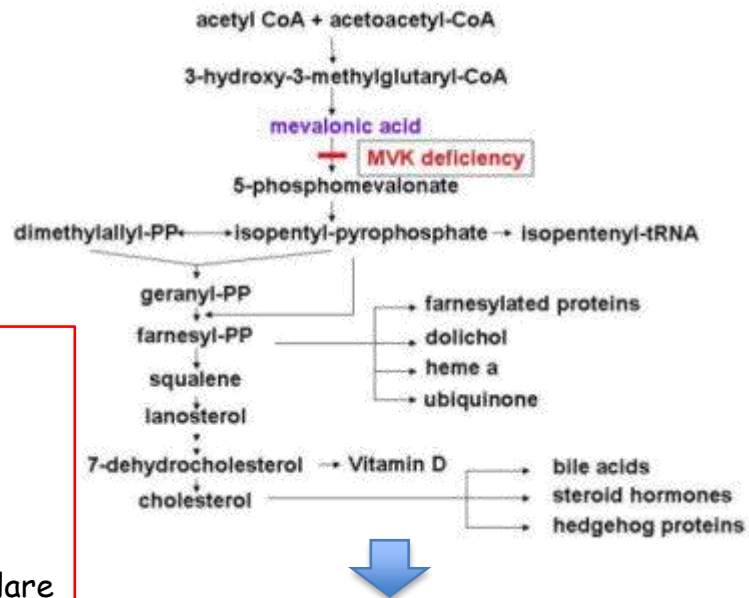 acetyl CoA + acetoacetyl-CoA
3-hydroxy-3-methylglutaryl-CoA
mevalonic acid
MVK deficiency
5-phosphomevalonate
dimethylallyl-PP
isopentyl-pyrophosphate
isopentenyl-tRNA
geranyl-PP
farnesyl-PP
farnesylated proteins
dolichol
heme a
ubiquinone
squalene
lanosterol
7-dehydrocholesterol
Vitamin D
cholesterol
bile acids
steroid hormones
hedgehog proteins